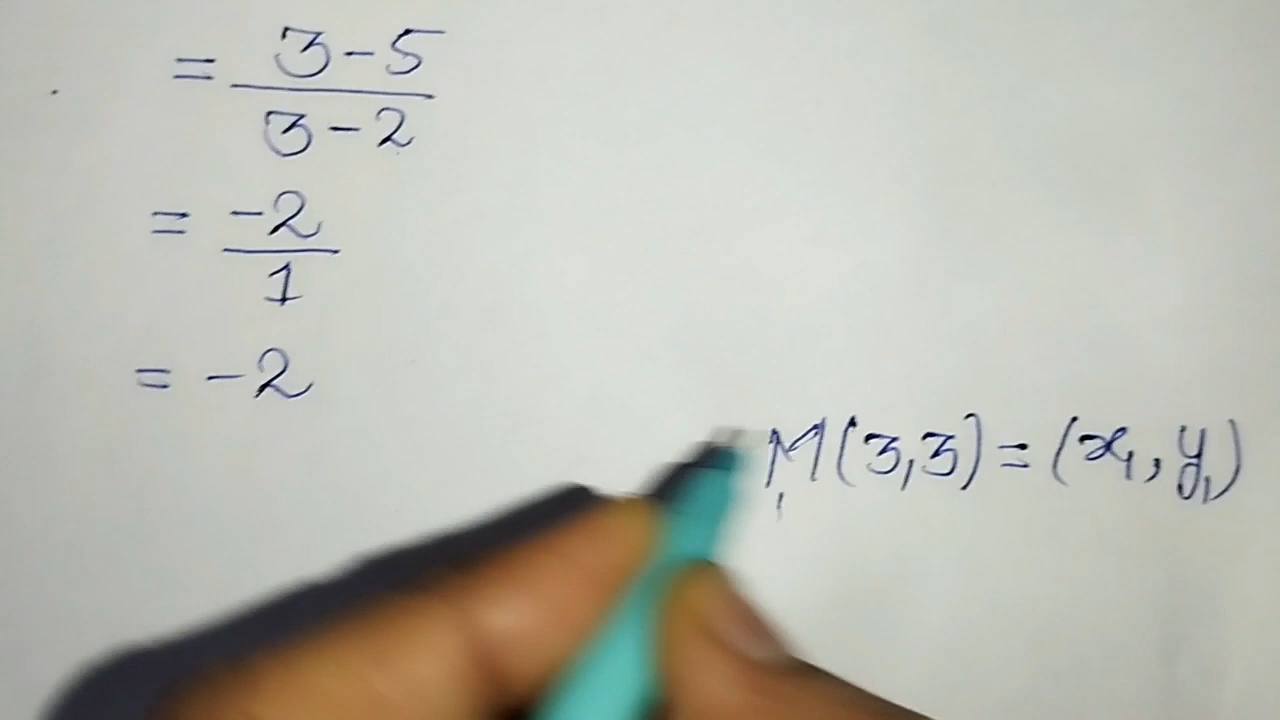 = 3-5 / 3-2
= -2 / 1
= -2
M(3,3) = (x₁, y₁)